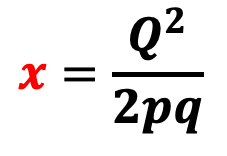 x = Q² / 2pq